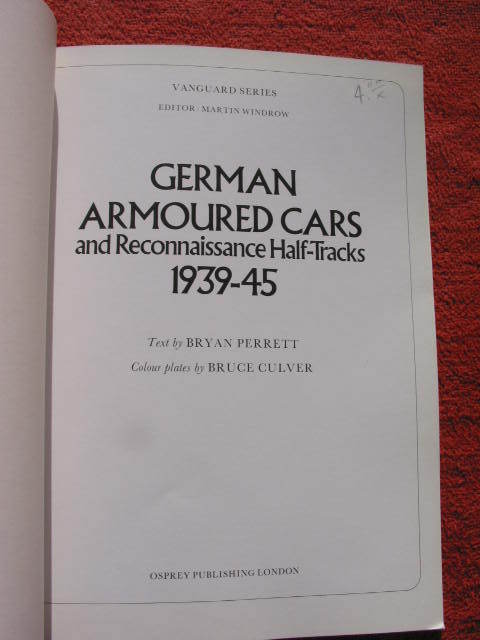 VANGUARD SERIES
EDITOR: MARTIN WINDROW
GERMAN
ARMOURED CARS
and Reconnaissance Half-Tracks
1939-45
Text by BRYAN PERRETT
Colour plates by BRUCE CULVER
OSPREY PUBLISHING LONDON